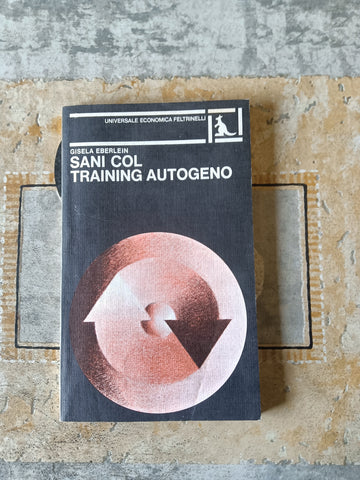 UNIVERSALE ECONOMICA FELTRINELLI
GISELA EBERLEIN
SANI COL
TRAINING AUTOGENO